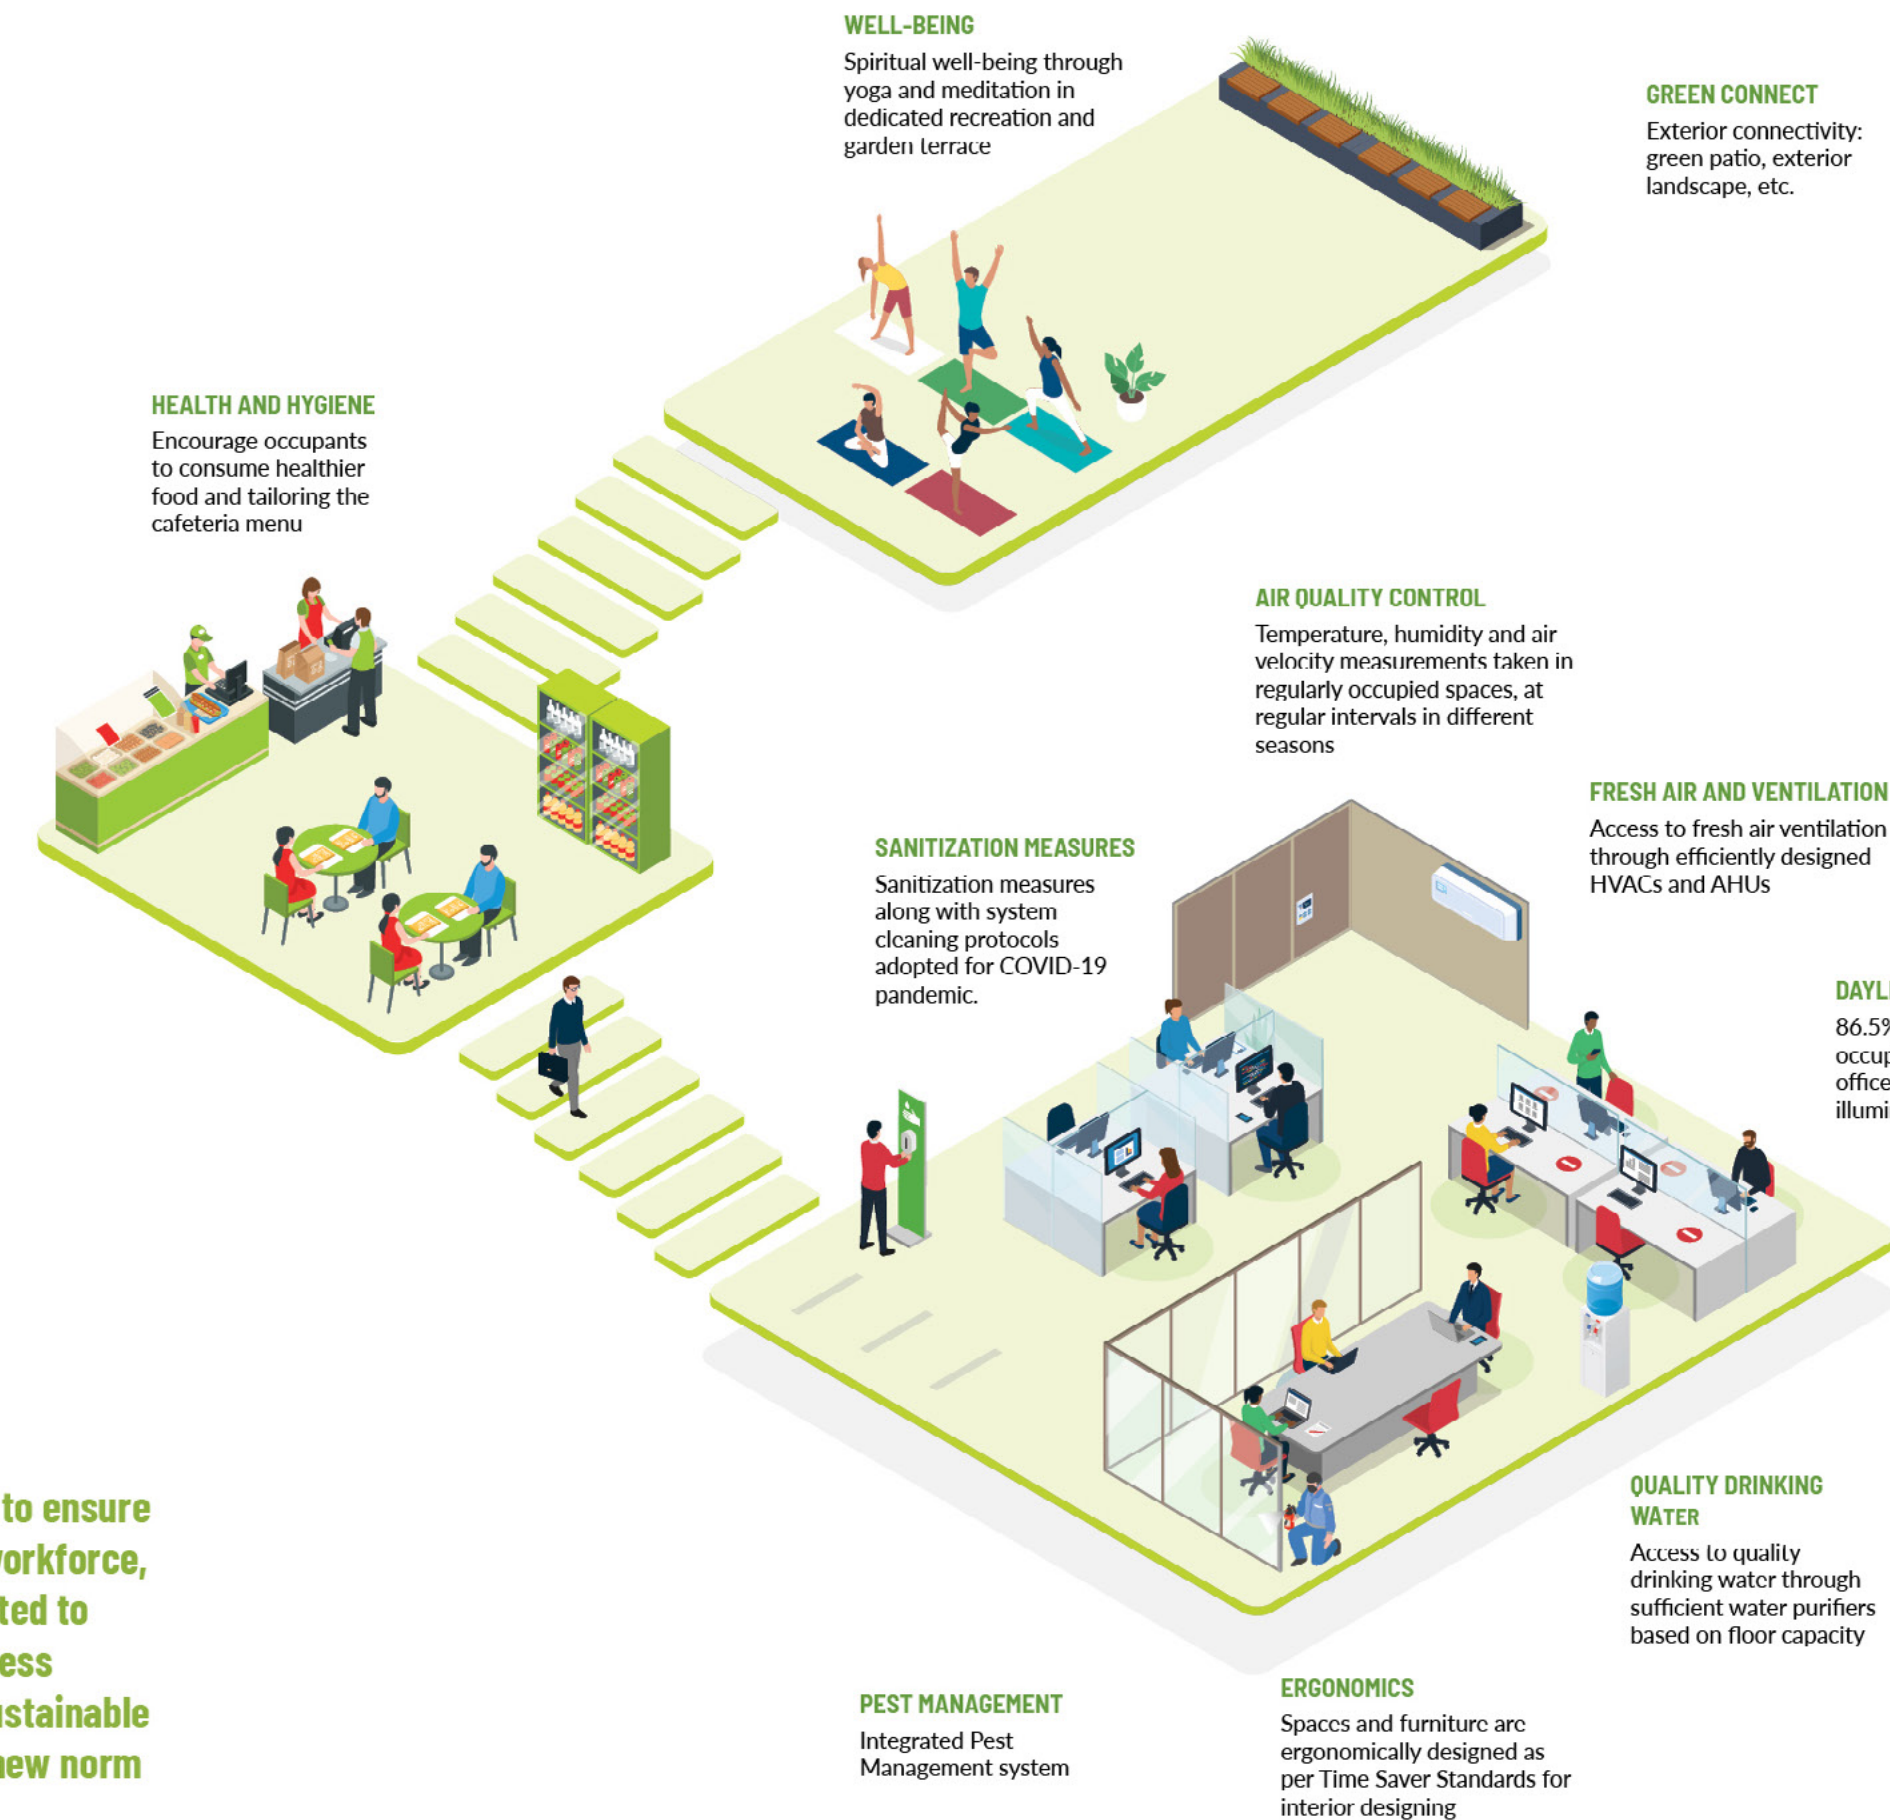 WELL-BEING
Spiritual well-being through
yoga and meditation in
dedicated recreation and
garden terrace
GREEN CONNECT
Exterior connectivity:
green patio, exterior
landscape, etc.
HEALTH AND HYGIENE
Encourage occupants
to consume healthier
food and tailoring the
cafeteria menu
AIR QUALITY CONTROL
Temperature, humidity and air
velocity measurements taken in
regularly occupied spaces, at
regular intervals in different
seasons
FRESH AIR AND VENTILATION
Access to fresh air ventilation
through efficiently designed
HVACs and AHUs
SANITIZATION MEASURES
Sanitization measures
along with system
cleaning protocols
adopted for COVID-19
pandemic.
86.5%
office
to ensure
workforce,
to
sustainable
new norm
QUALITY DRINKING
WATER
Access to quality
drinking water through
sufficient water purifiers
based on floor capacity
PEST MANAGEMENT
Integrated Pest
Management system
ERGONOMICS
Spaces and furniture are
ergonomically designed as
per Time Saver Standards for
interior designing